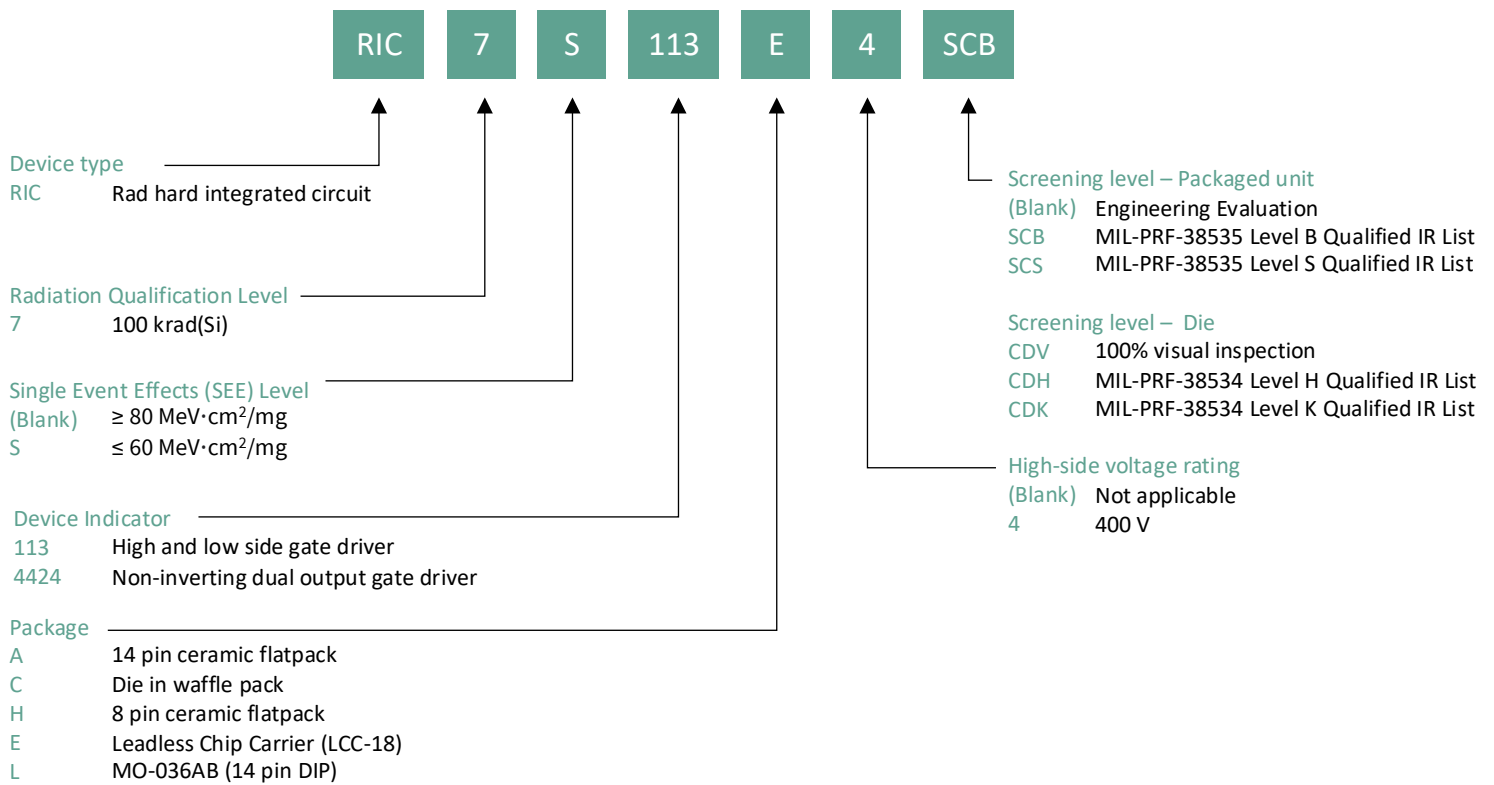 RIC 7 S 113 E 4 SCB
Device type
RIC Rad hard integrated circuit
Radiation Qualification Level
7 100 krad(Si)
Single Event Effects (SEE) Level
(Blank) ≥ 80 MeV·cm²/mg
S ≤ 60 MeV·cm²/mg
Device Indicator
113 High and low side gate driver
4424 Non-inverting dual output gate driver
Package
A 14 pin ceramic flatpack
C Die in waffle pack
H 8 pin ceramic flatpack
E Leadless Chip Carrier (LCC-18)
L MO-036AB (14 pin DIP)
Screening level – Packaged unit
(Blank) Engineering Evaluation
SCB MIL-PRF-38535 Level B Qualified IR List
SCS MIL-PRF-38535 Level S Qualified IR List
Screening level – Die
CDV 100% visual inspection
CDH MIL-PRF-38534 Level H Qualified IR List
CDK MIL-PRF-38534 Level K Qualified IR List
High-side voltage rating
(Blank) Not applicable
4 400 V